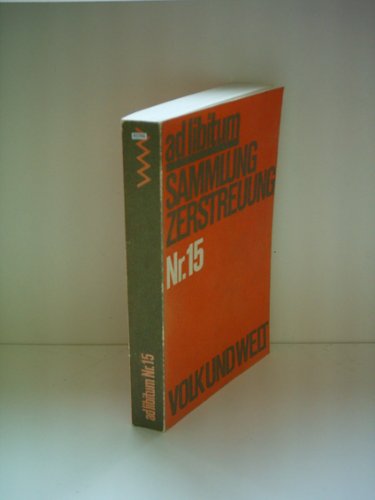 ad libitum
SAMMLUNG
ZERSTREUUNG
Nr. 15
VOLK UND WELT
ad libitum Nr. 15